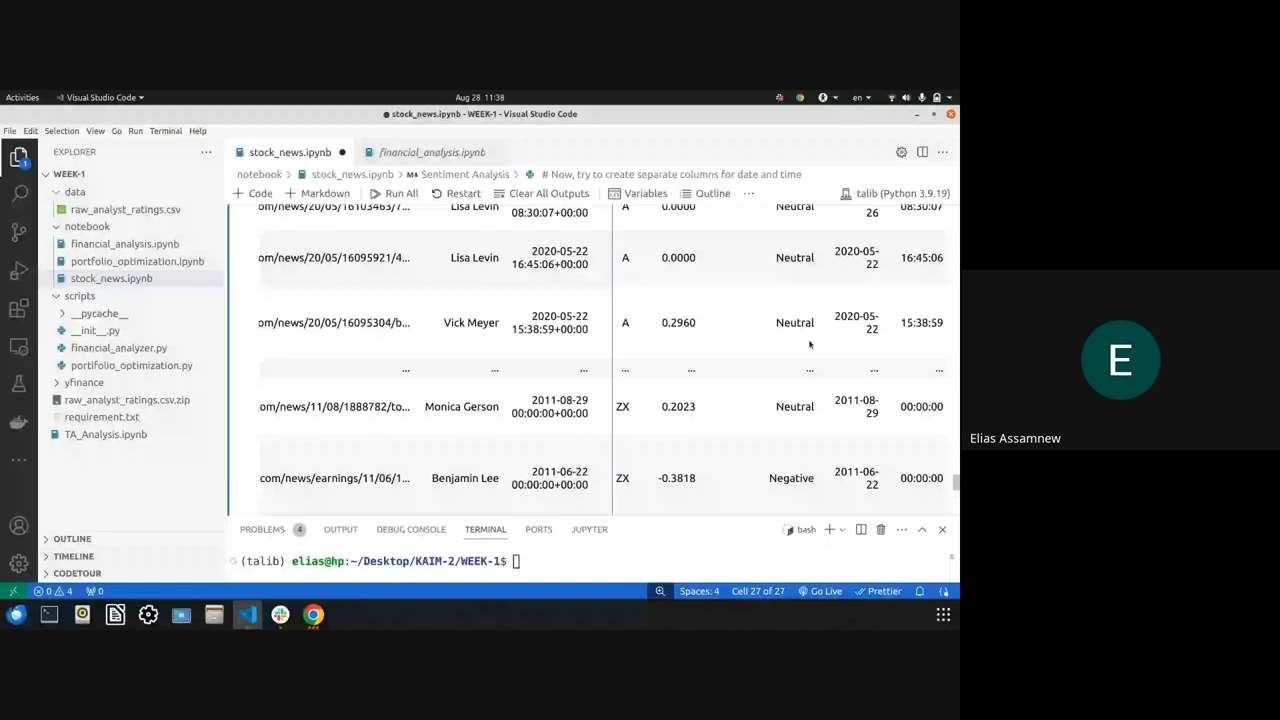 Activities
Visual Studio Code
Aug 28 11:38
en
stock_news.ipynb - WEEK-1 - Visual Studio Code
File Edit Selection View Go Run Terminal Help
EXPLORER
WEEK-1
data
raw_analyst_ratings.csv
notebook
financial_analysis.ipynb
portfolio_optimization.ipynb
stock_news.ipynb
scripts
__pycache__
__init__.py
financial_analyzer.py
portifolio_optimization.py
yfinance
raw_analyst_ratings.csv.zip
requirement.txt
TA_Analysis.ipynb
OUTLINE
TIMELINE
CODETOUR
1
stock_news.ipynb
financial_analysis.ipynb
notebook > stock_news.ipynb > Sentiment Analysis > # Now, try to create separate columns for date and time
+ Code + Markdown Run All Restart Clear All Outputs Variables Outline ... talib (Python 3.9.19)
om/news/20/05/16103463/7... Lisa Levin 08:30:07+00:00 A 0.0000 Neutral 26 08:30:07
om/news/20/05/16095921/4... Lisa Levin 2020-05-22 16:45:06+00:00 A 0.0000 Neutral 2020-05-22 16:45:06
om/news/20/05/16095304/b... Vick Meyer 2020-05-22 15:38:59+00:00 A 0.2960 Neutral 2020-05-22 15:38:59
... ... ... ... ... ... ... ...
om/news/11/08/1888782/to... Monica Gerson 2011-08-29 00:00:00+00:00 ZX 0.2023 Neutral 2011-08-29 00:00:00
com/news/earnings/11/06/1... Benjamin Lee 2011-06-22 00:00:00+00:00 ZX -0.3818 Negative 2011-06-22 00:00:00
PROBLEMS 4 OUTPUT DEBUG CONSOLE TERMINAL PORTS JUPYTER
bash
(talib) elias@hp:~/Desktop/KAIM-2/WEEK-1$
0 4 0
Spaces: 4 Cell 27 of 27 Go Live Prettier
E
Elias Assamnew